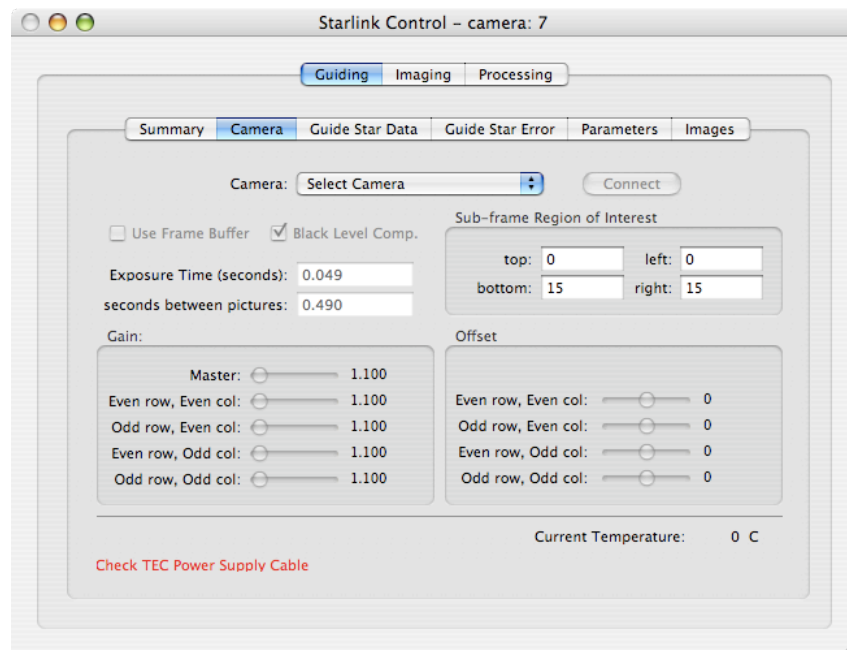 Starlink Control – camera: 7
Guiding Imaging Processing
Summary Camera Guide Star Data Guide Star Error Parameters Images
Camera: Select Camera Connect
Use Frame Buffer Black Level Comp.
Exposure Time (seconds): 0.049
seconds between pictures: 0.490
Sub-frame Region of Interest
top: 0 left: 0
bottom: 15 right: 15
Gain:
Master: 1.100
Even row, Even col: 1.100
Odd row, Even col: 1.100
Even row, Odd col: 1.100
Odd row, Odd col: 1.100
Offset
Even row, Even col: 0
Odd row, Even col: 0
Even row, Odd col: 0
Odd row, Odd col: 0
Current Temperature: 0 C
Check TEC Power Supply Cable